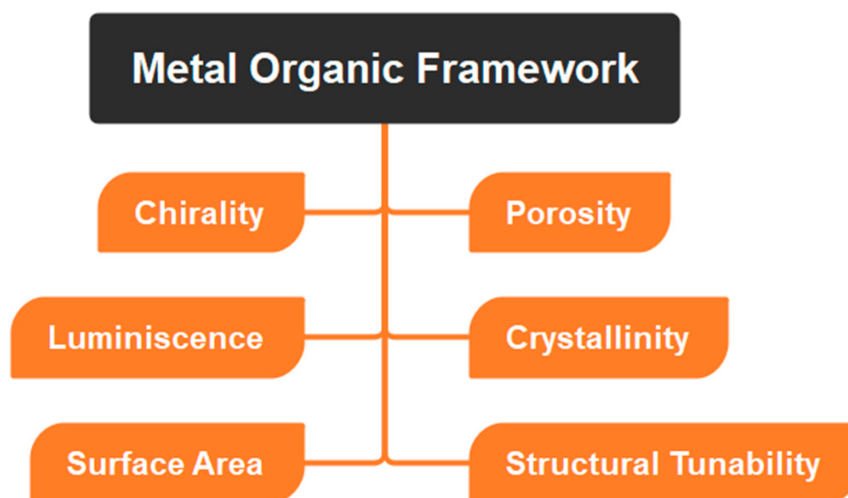 Metal Organic Framework
Chirality
Porosity
Luminiscence
Crystallinity
Surface Area
Structural Tunability